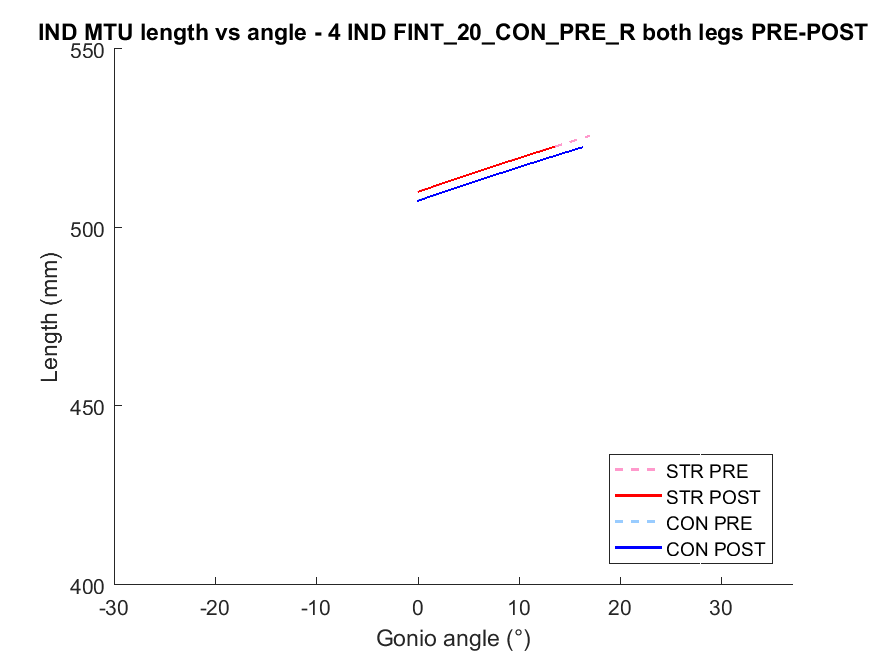 IND MTU length vs angle - 4 IND FINT_20_CON_PRE_R both legs PRE-POST
550
500
450
400
Length (mm)
-30
-20
-10
0
10
20
30
Gonio angle (°)
STR PRE
STR POST
CON PRE
CON POST